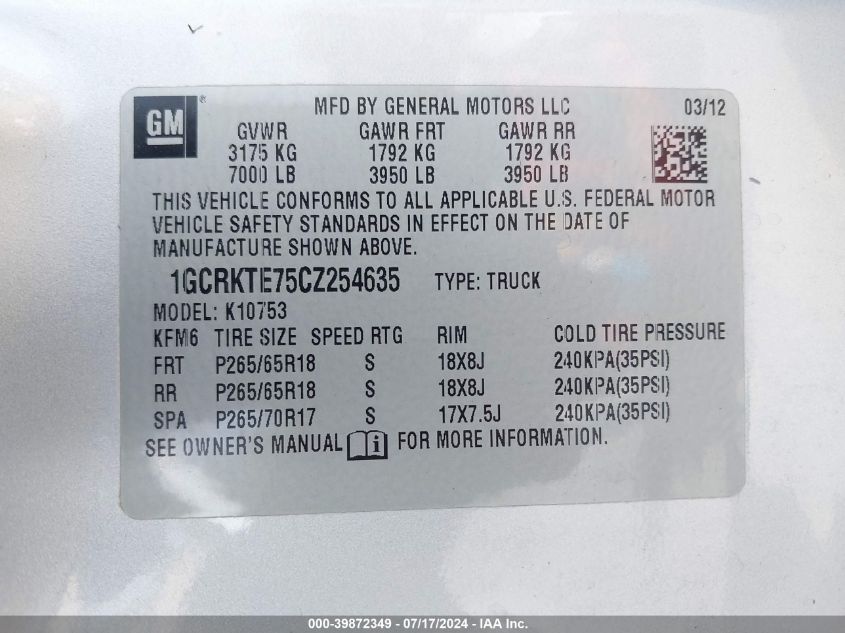 GM ®
MFD BY GENERAL MOTORS LLC 03/12
GVWR GAWR FRT GAWR RR
3175 KG 1792 KG 1792 KG
7000 LB 3950 LB 3950 LB
THIS VEHICLE CONFORMS TO ALL APPLICABLE U.S. FEDERAL MOTOR
VEHICLE SAFETY STANDARDS IN EFFECT ON THE DATE OF
MANUFACTURE SHOWN ABOVE.
1GCRKTE75CZ254635 TYPE: TRUCK
MODEL: K10753
KFM6 TIRE SIZE SPEED RTG RIM COLD TIRE PRESSURE
FRT P265/65R18 S 18X8J 240KPA(35PSI)
RR P265/65R18 S 18X8J 240KPA(35PSI)
SPA P265/70R17 S 17X7.5J 240KPA(35PSI)
SEE OWNER'S MANUAL i FOR MORE INFORMATION.
000-39872349 - 07/17/2024 - IAA Inc.